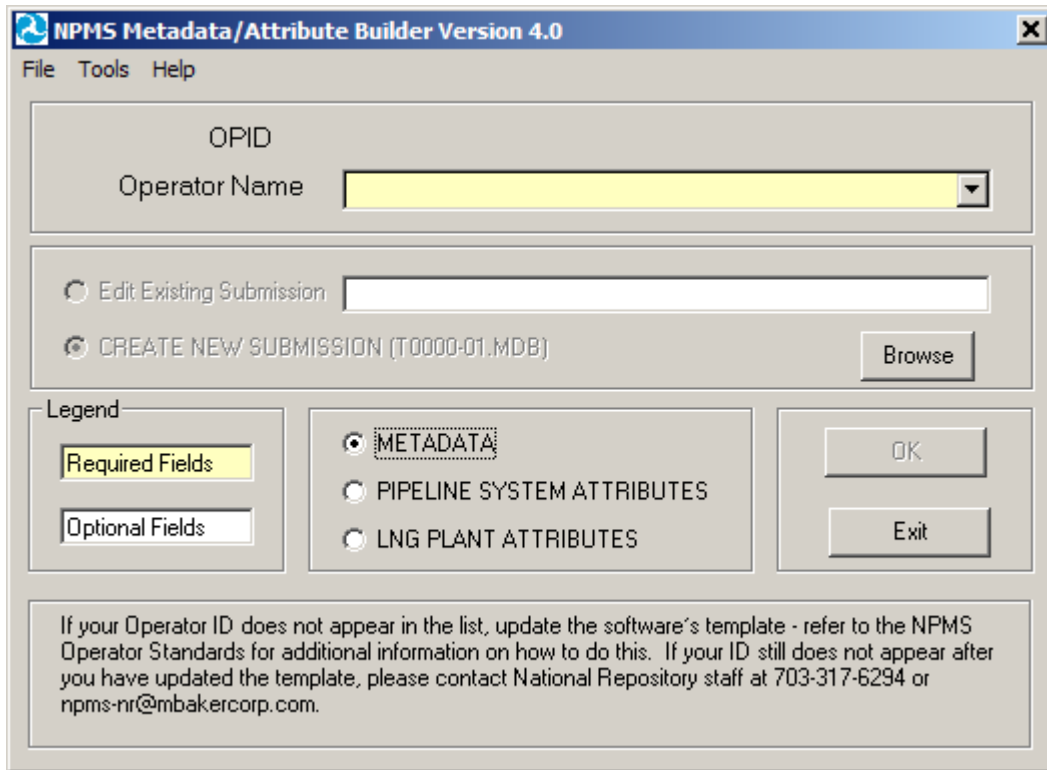 NPMS Metadata/Attribute Builder Version 4.0
File Tools Help
OPID
Operator Name
Edit Existing Submission
CREATE NEW SUBMISSION (T0000-01.MDB)
Browse
Legend
Required Fields
Optional Fields
METADATA
PIPELINE SYSTEM ATTRIBUTES
LNG PLANT ATTRIBUTES
OK
Exit
If your Operator ID does not appear in the list, update the software's template - refer to the NPMS
Operator Standards for additional information on how to do this.  If your ID still does not appear after
you have updated the template, please contact National Repository staff at 703-317-6294 or
npms-nr@mbakercorp.com.